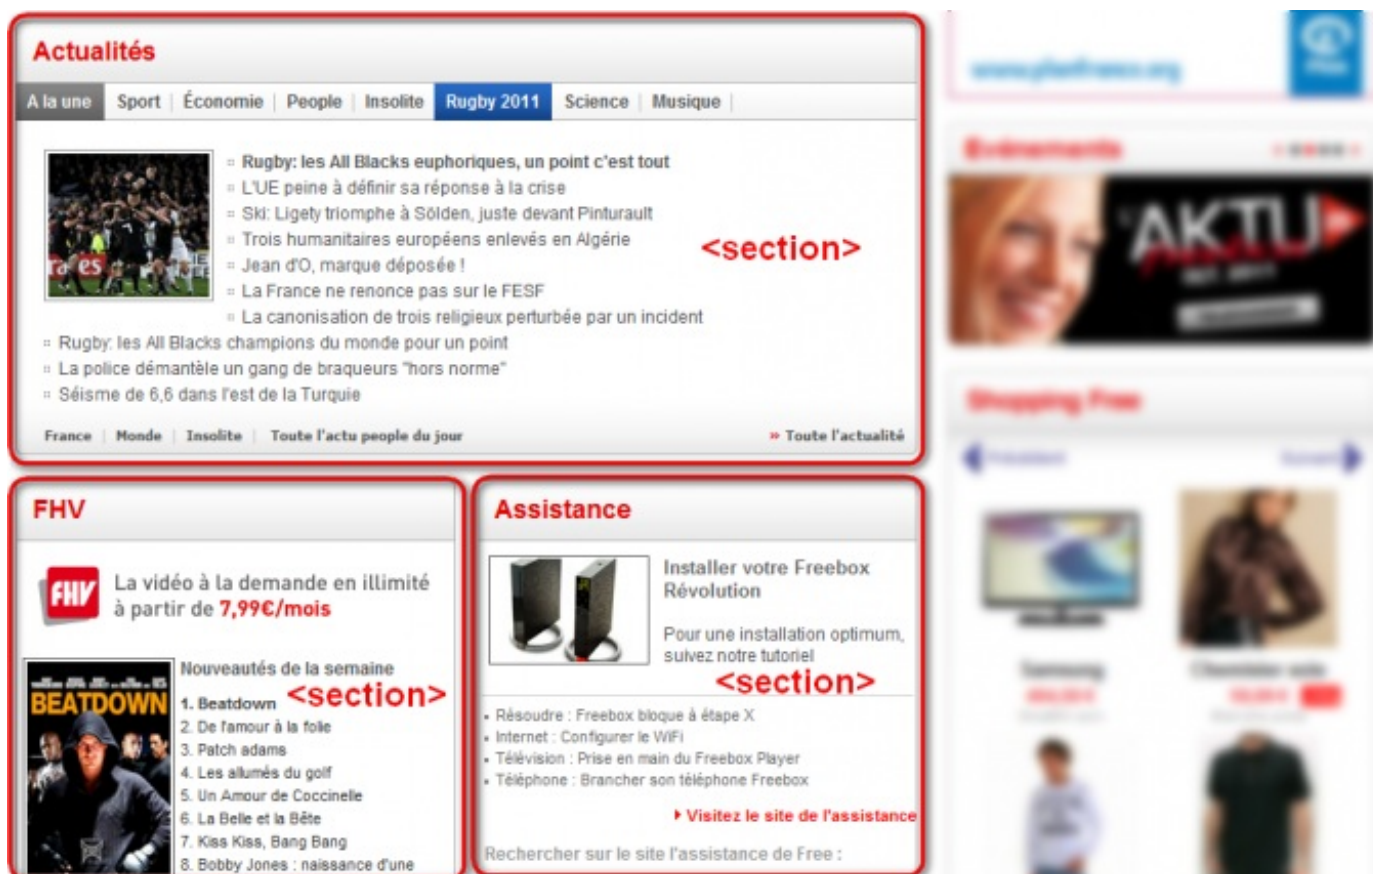 Actualités
A la une Sport Économie People Insolite Rugby 2011 Science Musique
Rugby: les All Blacks euphoriques, un point c'est tout
L'UE peine à définir sa réponse à la crise
Ski: Ligety triomphe à Sölden, juste devant Pinturault
Trois humanitaires européens enlevés en Algérie
Jean d'O, marque déposée !
La France ne renonce pas sur le FESF
La canonisation de trois religieux perturbée par un incident
Rugby: les All Blacks champions du monde pour un point
La police démantèle un gang de braqueurs "hors norme"
Séisme de 6,6 dans l'est de la Turquie
<section>
France Monde Insolite Toute l'actu people du jour
» Toute l'actualité
FHV
FHV
La vidéo à la demande en illimité
à partir de 7,99€/mois
BEATDOWN
Nouveautés de la semaine
<section>
1. Beatdown
2. De l'amour à la folie
3. Patch adams
4. Les allumés du golf
5. Un Amour de Coccinelle
6. La Belle et la Bête
7. Kiss Kiss, Bang Bang
8. Bobby Jones : naissance d'une
Assistance
Installer votre Freebox
Révolution
Pour une installation optimum,
suivez notre tutoriel
<section>
Résoudre : Freebox bloque à étape X
Internet : Configurer le WiFi
Télévision : Prise en main du Freebox Player
Téléphone : Brancher son téléphone Freebox
Visitez le site de l'assistance
Rechercher sur le site l'assistance de Free :
Evénements
AKTU
Shopping Free
Précédent
Suivant
Samsung